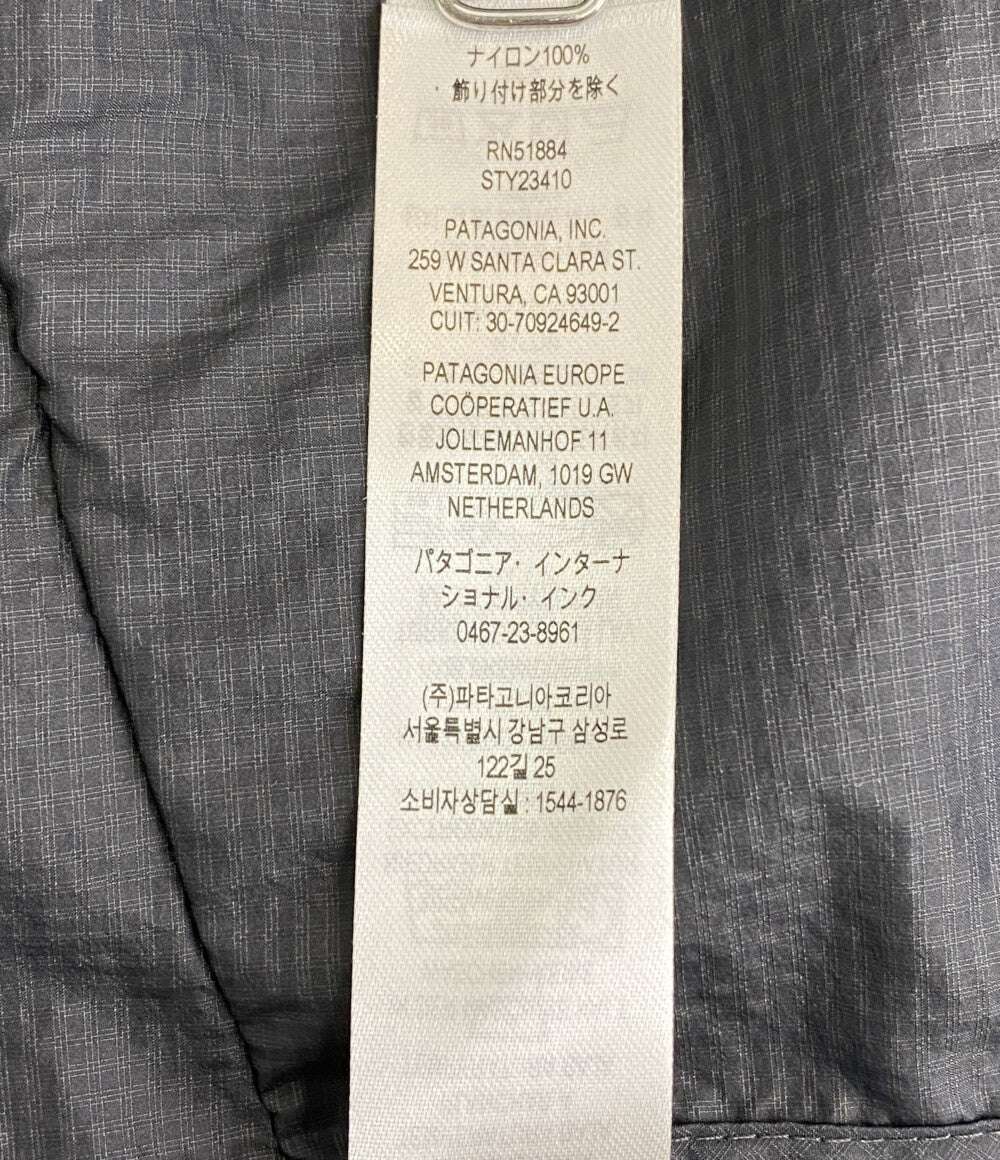 ナイロン100%
・飾り付け部分を除く
RN51884
STY23410
PATAGONIA, INC.
259 W SANTA CLARA ST.
VENTURA, CA 93001
CUIT: 30-70924649-2
PATAGONIA EUROPE
COÖPERATIEF U.A.
JOLLEMANHOF 11
AMSTERDAM, 1019 GW
NETHERLANDS
パタゴニア・インターナ
ショナル・インク
0467-23-8961
(주)파타고니아코리아
서울특별시 강남구 삼성로
122길 25
소비자상담실 : 1544-1876